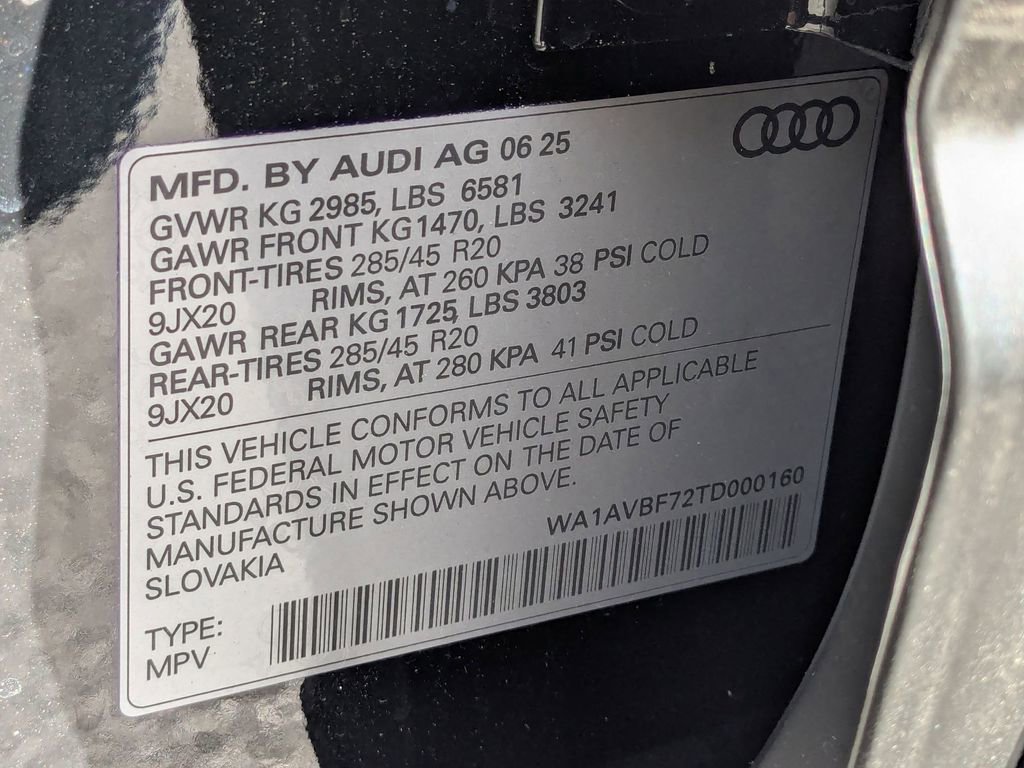 MFD. BY AUDI AG 06 25
GVWR KG 2985, LBS 6581
GAWR FRONT KG1470, LBS 3241
FRONT-TIRES 285/45 R20
9JX20 RIMS, AT 260 KPA 38 PSI COLD
GAWR REAR KG 1725, LBS 3803
REAR-TIRES 285/45 R20
9JX20 RIMS, AT 280 KPA 41 PSI COLD
THIS VEHICLE CONFORMS TO ALL APPLICABLE
U.S. FEDERAL MOTOR VEHICLE SAFETY
STANDARDS IN EFFECT ON THE DATE OF
MANUFACTURE SHOWN ABOVE.
SLOVAKIA
WA1AVBF72TD000160
TYPE:
MPV